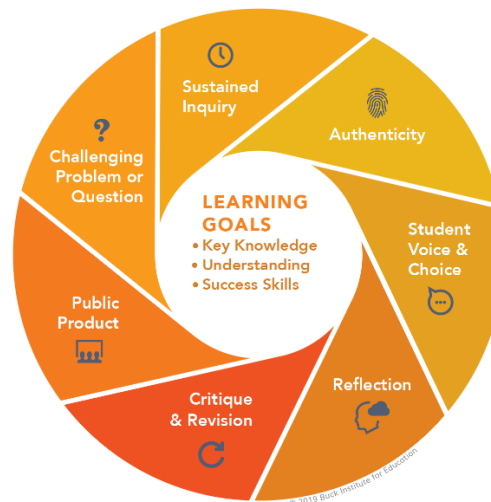 Sustained
Inquiry
Authenticity
?
Challenging
Problem or
Question
LEARNING
GOALS
• Key Knowledge
• Understanding
• Success Skills
Student
Voice &
Choice
Public
Product
Reflection
Critique
& Revision
© 2019 Buck Institute for Education